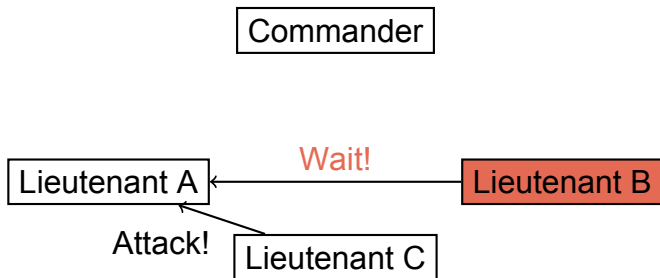 Commander
Wait!
Lieutenant A
Lieutenant B
Attack!
Lieutenant C